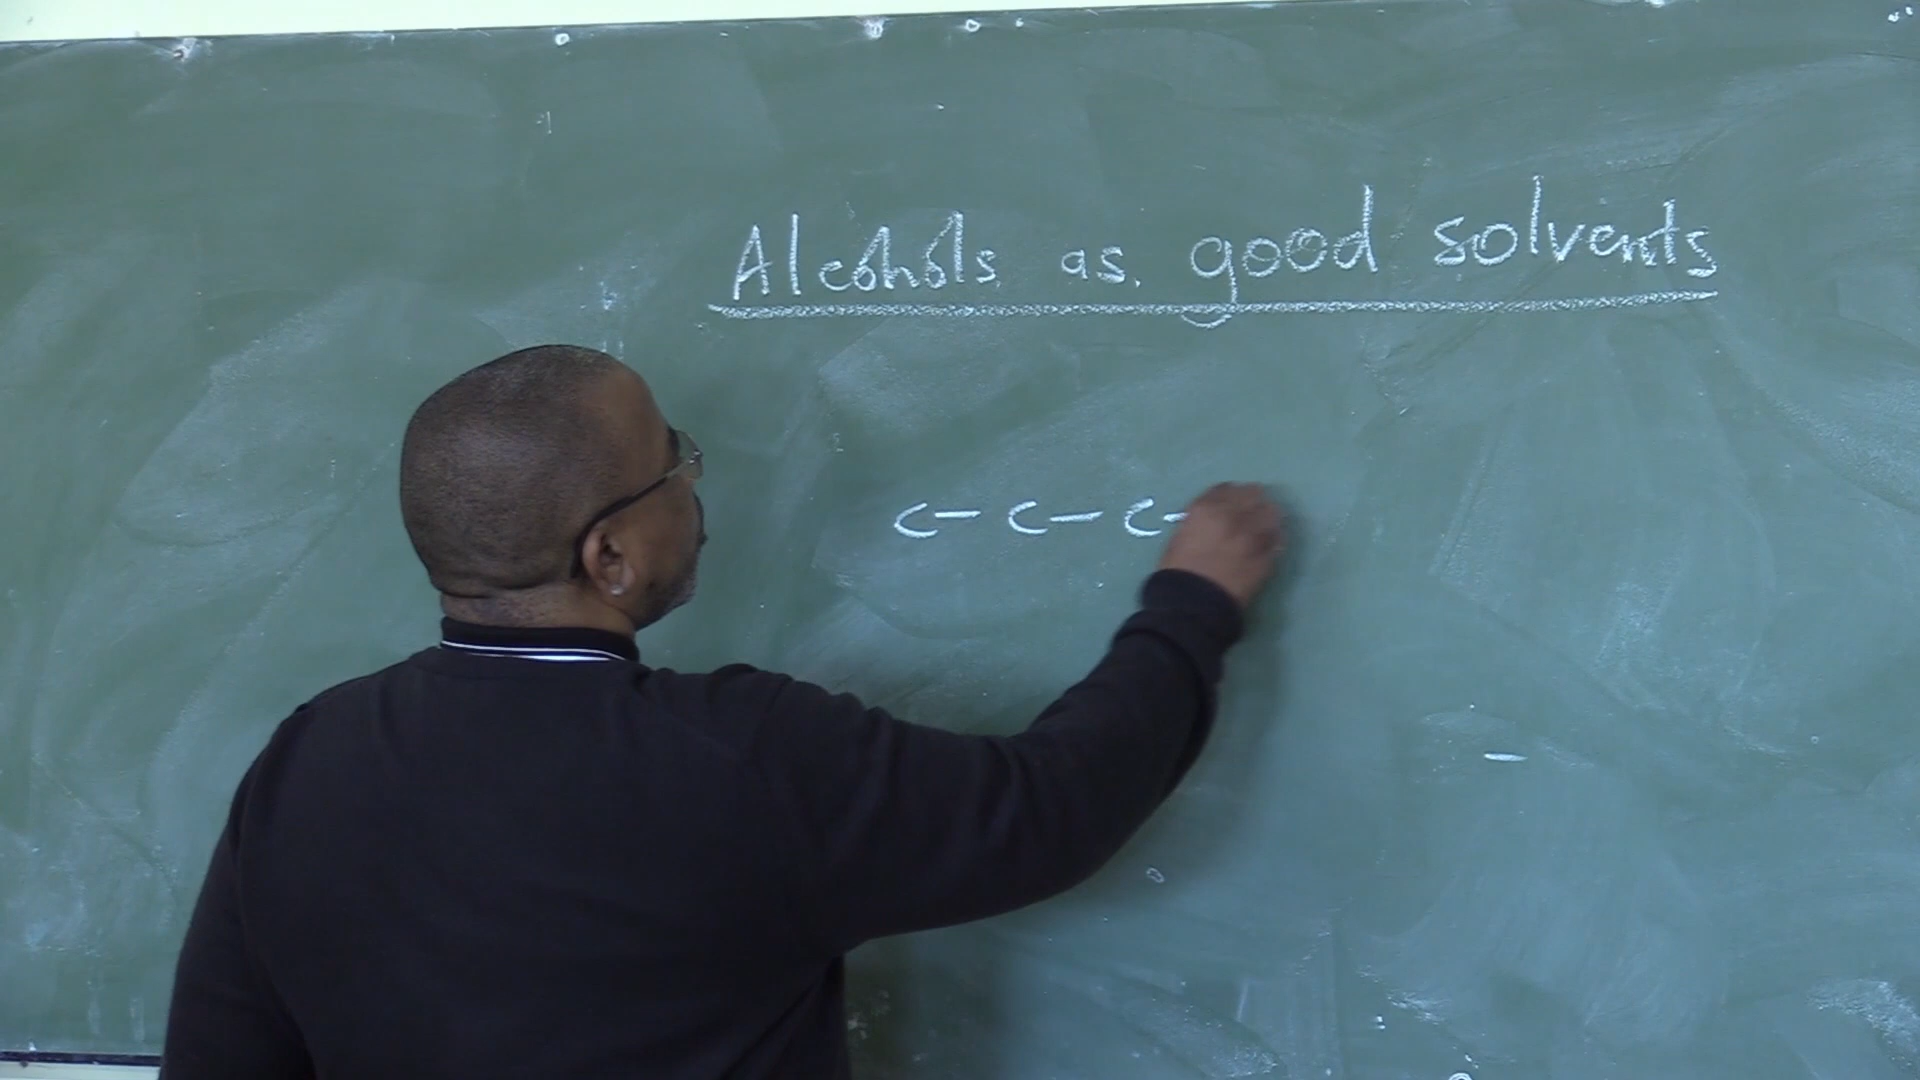 Alcohols as good solvents
C – C – C –